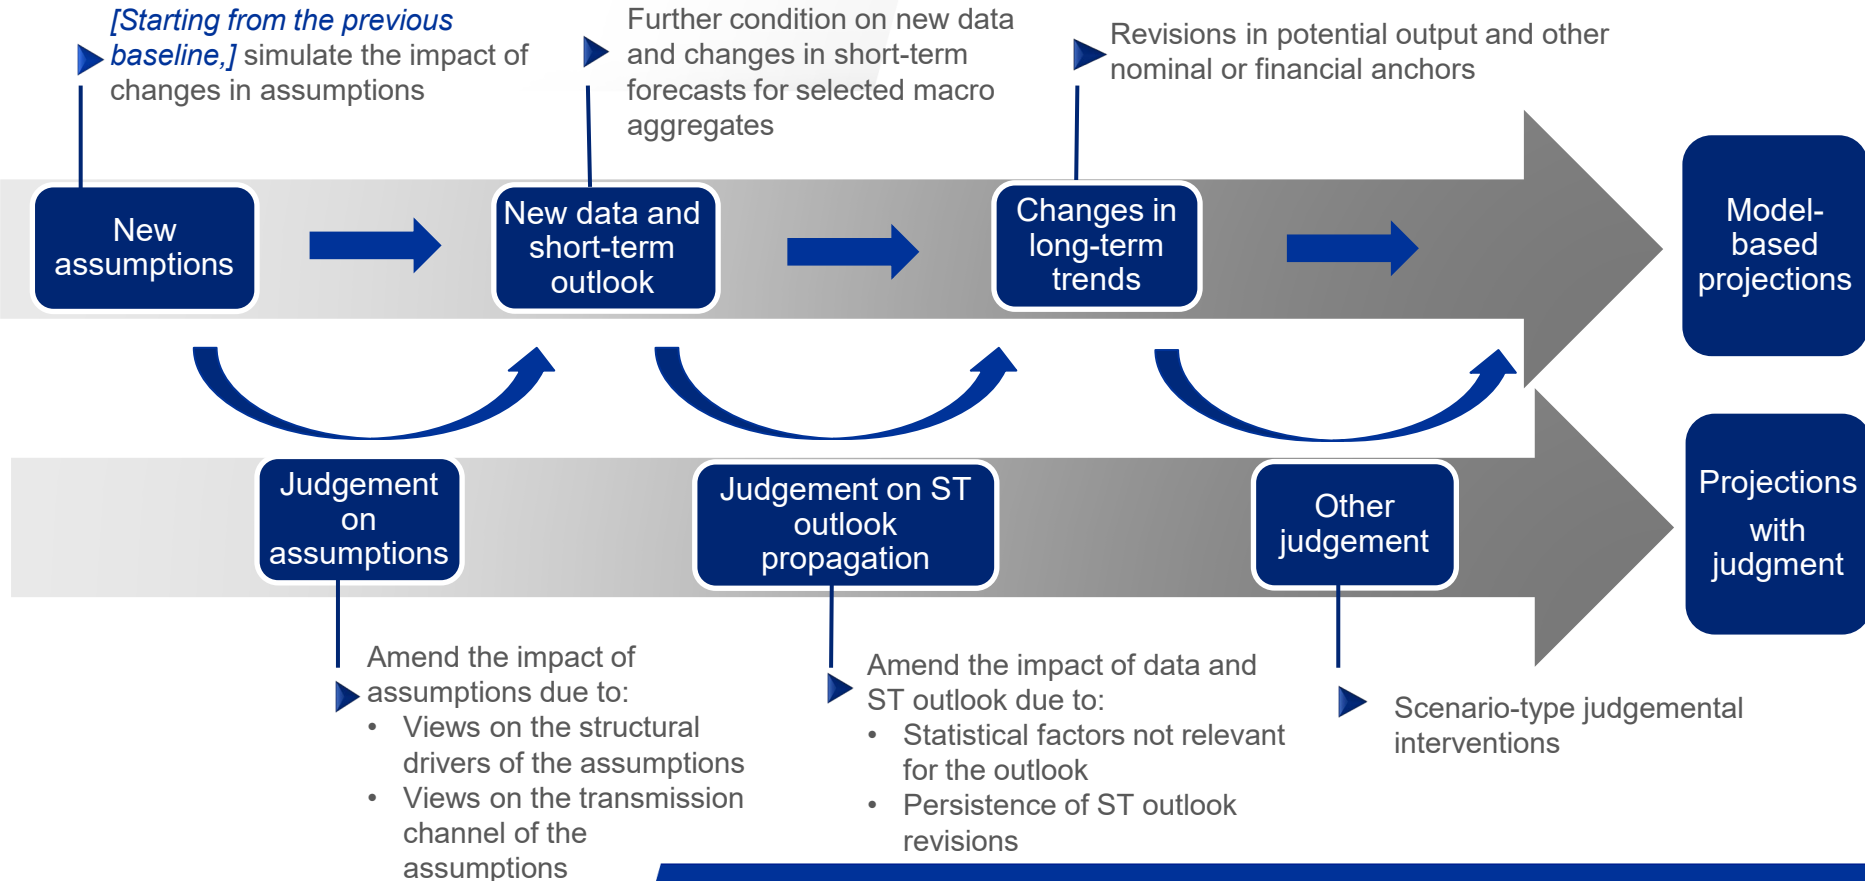 [Starting from the previous
baseline,] simulate the impact of
changes in assumptions
Further condition on new data
and changes in short-term
forecasts for selected macro
aggregates
Revisions in potential output and other
nominal or financial anchors
New
assumptions
New data and
short-term
outlook
Changes in
long-term
trends
Model-
based
projections
Judgement
on
assumptions
Judgement on ST
outlook
propagation
Other
judgement
Projections
with
judgment
Amend the impact of
assumptions due to:
• Views on the structural
drivers of the assumptions
• Views on the transmission
channel of the
assumptions
Amend the impact of data and
ST outlook due to:
• Statistical factors not relevant
for the outlook
• Persistence of ST outlook
revisions
Scenario-type judgemental
interventions